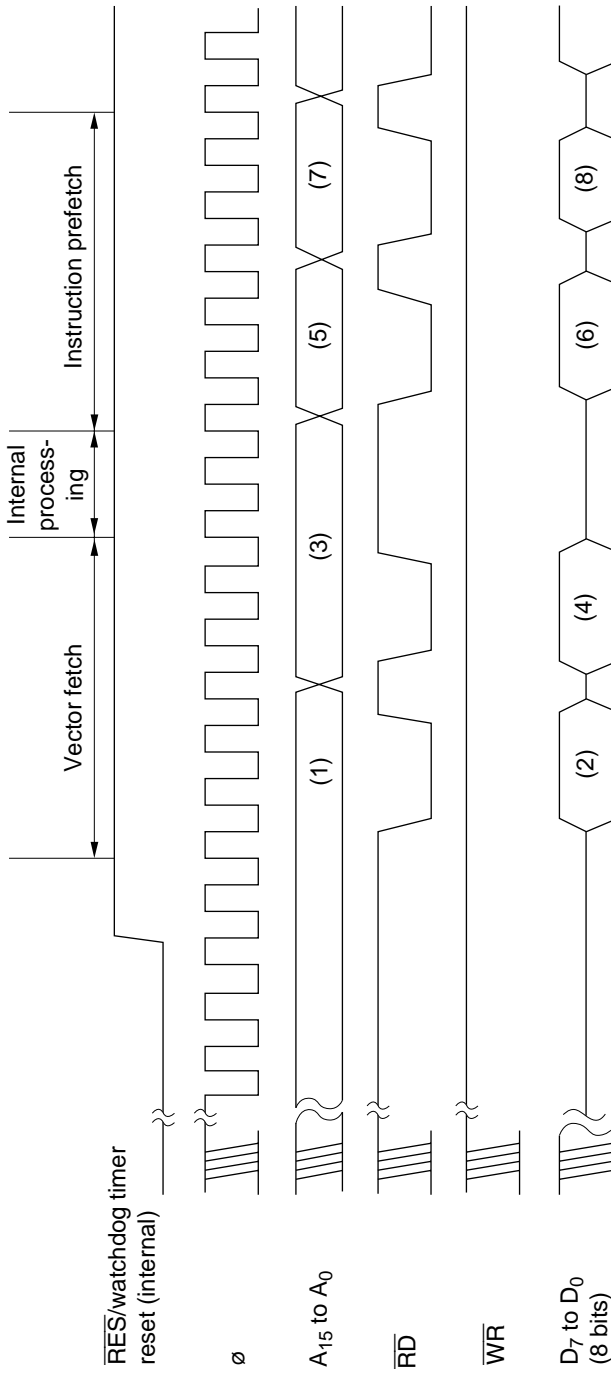 Vector fetch
Internal
process-
ing
Instruction prefetch
RES/watchdog timer
reset (internal)
ø
A15 to A0
(1)
(3)
(5)
(7)
RD
WR
D7 to D0
(8 bits)
(2)
(4)
(6)
(8)